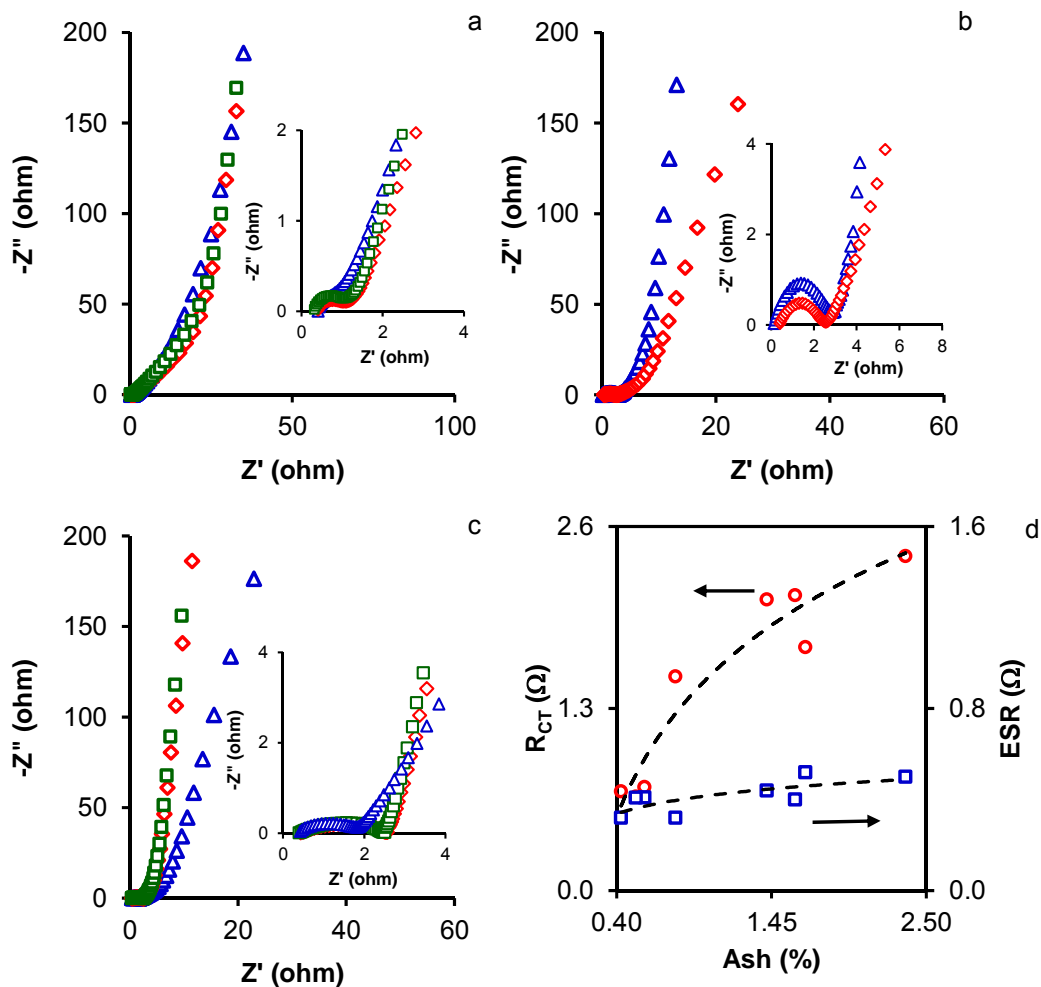 a
200
150
100
50
0
-Z" (ohm)
0
50
100
Z' (ohm)
2
1
0
-Z" (ohm)
0
2
4
Z' (ohm)
b
200
150
100
50
0
-Z" (ohm)
0
20
40
60
Z' (ohm)
4
2
0
-Z" (ohm)
0
2
4
6
8
Z' (ohm)
c
200
150
100
50
0
-Z" (ohm)
0
20
40
60
Z' (ohm)
4
2
0
-Z" (ohm)
0
2
4
Z' (ohm)
d
2.6
1.3
0.0
RCT (Ω)
1.6
0.8
0.0
ESR (Ω)
0.40
1.45
2.50
Ash (%)